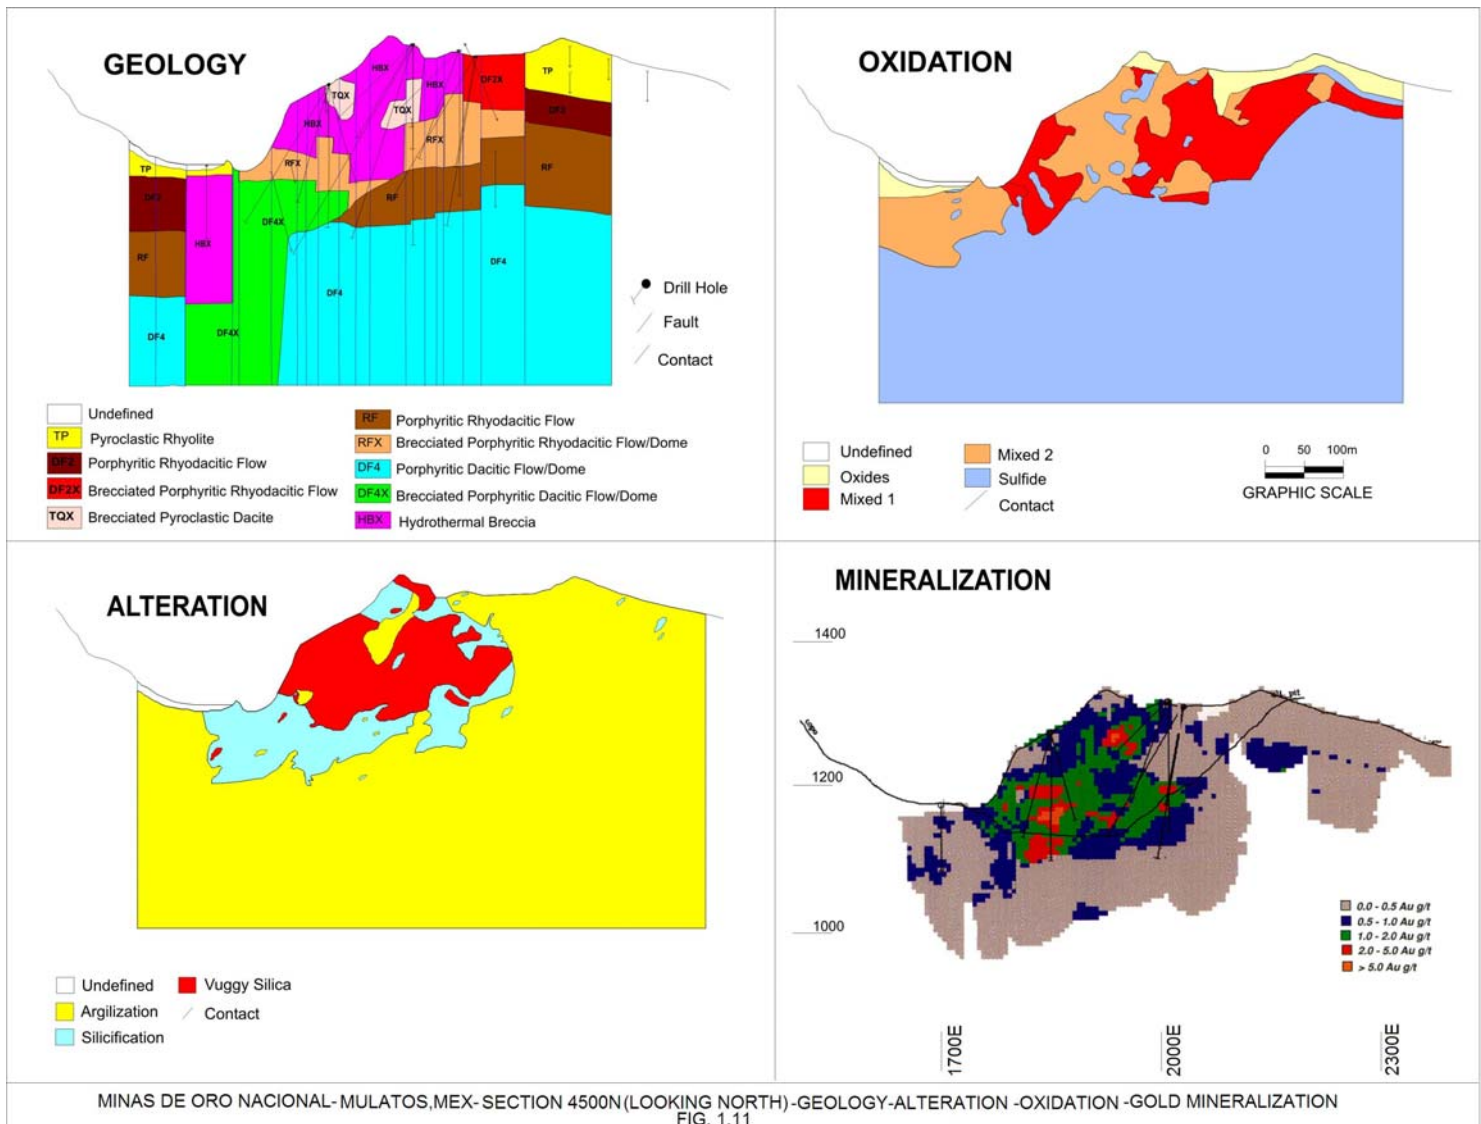 GEOLOGY
HBX
TQX
HBX
DF2X
TP
TQX
HBX
DF2
RFX
RFX
RF
TP
DF2
RF
DF4X
HBX
RF
DF4
DF4
DF4X
DF4
Drill Hole
Fault
Contact
Undefined
TP Pyroclastic Rhyolite
DF2 Porphyritic Rhyodacitic Flow
DF2X Brecciated Porphyritic Rhyodacitic Flow
TQX Brecciated Pyroclastic Dacite
RF Porphyritic Rhyodacitic Flow
RFX Brecciated Porphyritic Rhyodacitic Flow/Dome
DF4 Porphyritic Dacitic Flow/Dome
DF4X Brecciated Porphyritic Dacitic Flow/Dome
HBX Hydrothermal Breccia
OXIDATION
Undefined
Oxides
Mixed 1
Mixed 2
Sulfide
Contact
0 50 100m
GRAPHIC SCALE
ALTERATION
Undefined
Argilization
Silicification
Vuggy Silica
Contact
MINERALIZATION
1400
1200
1000
0.0 - 0.5 Au g/t
0.5 - 1.0 Au g/t
1.0 - 2.0 Au g/t
2.0 - 5.0 Au g/t
> 5.0 Au g/t
1700E
2000E
2300E
MINAS DE ORO NACIONAL- MULATOS,MEX- SECTION 4500N (LOOKING NORTH) -GEOLOGY-ALTERATION -OXIDATION -GOLD MINERALIZATION
FIG. 1.11